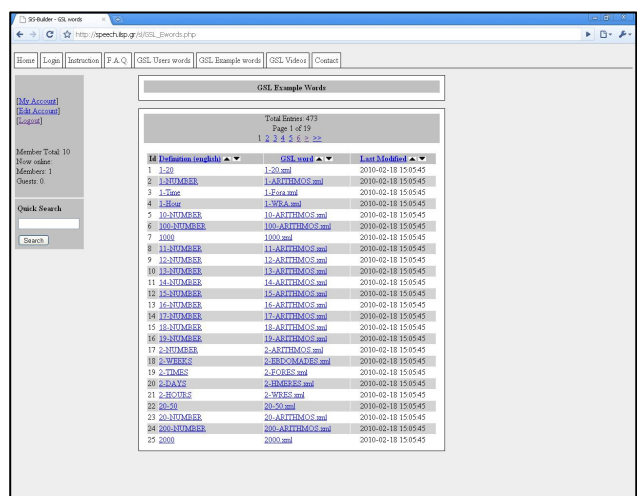 SiS-Builder - GSL words
http://speech.ilsp.gr/sl/GSL_Ewords.php
Home Login Instruction F.A.Q. GSL Users words GSL Example words GSL Videos Contact
[My Account]
[Edit Account]
[Logout]
Member Total: 10
Now online:
Members: 1
Guests: 0.
Quick Search
Search
GSL Example Words
Total Entries: 473
Page 1 of 19
1 2 3 4 5 6 > >>
Id Definition (english) ▲▼ GSL word ▲▼ Last Modified ▲▼
1 1-20 1-20.xml 2010-02-18 15:05:45
2 1-NUMBER 1-ARITHMOS.xml 2010-02-18 15:05:45
3 1-Time 1-Fora.xml 2010-02-18 15:05:45
4 1-Hour 1-WRA.xml 2010-02-18 15:05:45
5 10-NUMBER 10-ARITHMOS.xml 2010-02-18 15:05:45
6 100-NUMBER 100-ARITHMOS.xml 2010-02-18 15:05:45
7 1000 1000.xml 2010-02-18 15:05:45
8 11-NUMBER 11-ARITHMOS.xml 2010-02-18 15:05:45
9 12-NUMBER 12-ARITHMOS.xml 2010-02-18 15:05:45
10 13-NUMBER 13-ARITHMOS.xml 2010-02-18 15:05:45
11 14-NUMBER 14-ARITHMOS.xml 2010-02-18 15:05:45
12 15-NUMBER 15-ARITHMOS.xml 2010-02-18 15:05:45
13 16-NUMBER 16-ARITHMOS.xml 2010-02-18 15:05:45
14 17-NUMBER 17-ARITHMOS.xml 2010-02-18 15:05:45
15 18-NUMBER 18-ARITHMOS.xml 2010-02-18 15:05:45
16 19-NUMBER 19-ARITHMOS.xml 2010-02-18 15:05:45
17 2-NUMBER 2-ARITHMOS.xml 2010-02-18 15:05:45
18 2-WEEKS 2-EBDOMADES.xml 2010-02-18 15:05:45
19 2-TIMES 2-FORES.xml 2010-02-18 15:05:45
20 2-DAYS 2-HMERES.xml 2010-02-18 15:05:45
21 2-HOURS 2-WRES.xml 2010-02-18 15:05:45
22 20-50 20-50.xml 2010-02-18 15:05:45
23 20-NUMBER 20-ARITHMOS.xml 2010-02-18 15:05:45
24 200-NUMBER 200-ARITHMOS.xml 2010-02-18 15:05:45
25 2000 2000.xml 2010-02-18 15:05:45